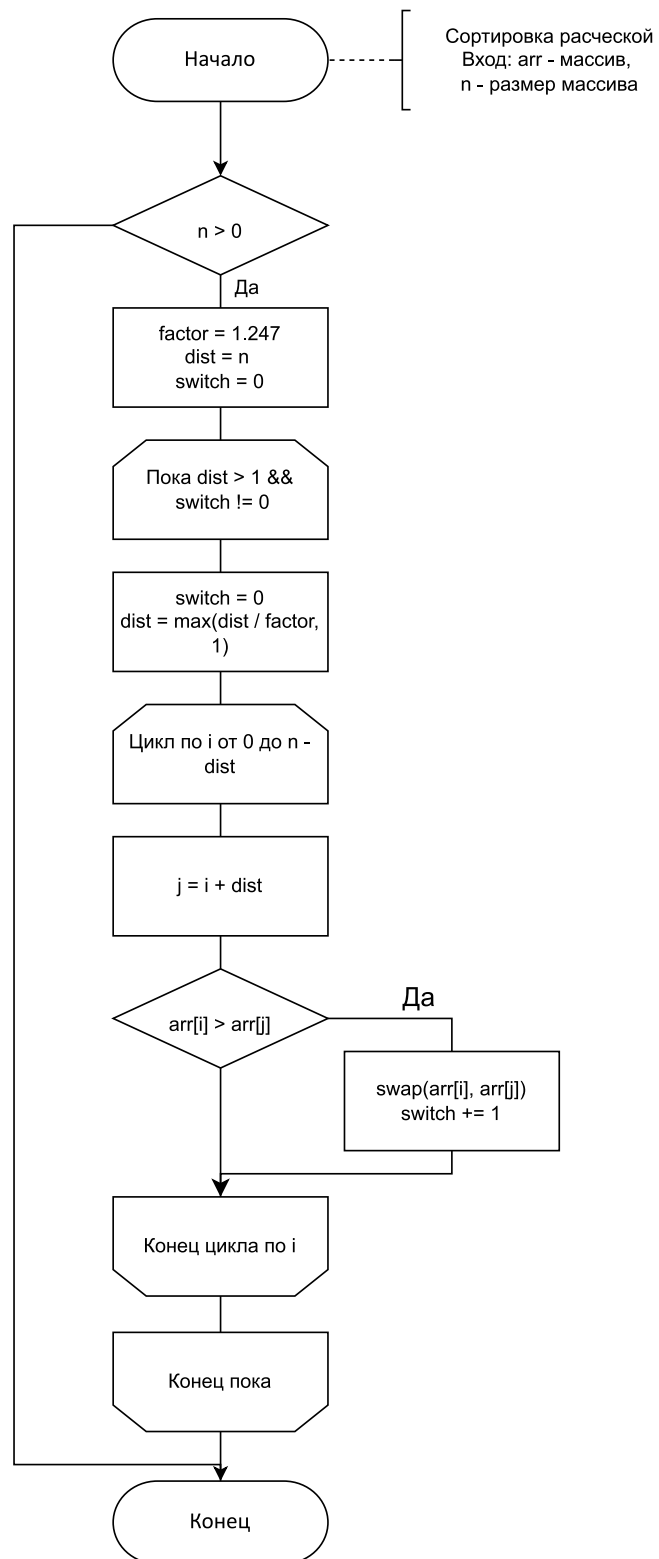 Начало
Сортировка расческой
Вход: arr - массив,
n - размер массива
n > 0
Да
factor = 1.247
dist = n
switch = 0
Пока dist > 1 &&
switch != 0
switch = 0
dist = max(dist / factor,
1)
Цикл по i от 0 до n -
dist
j = i + dist
arr[i] > arr[j]
Да
swap(arr[i], arr[j])
switch += 1
Конец цикла по i
Конец пока
Конец